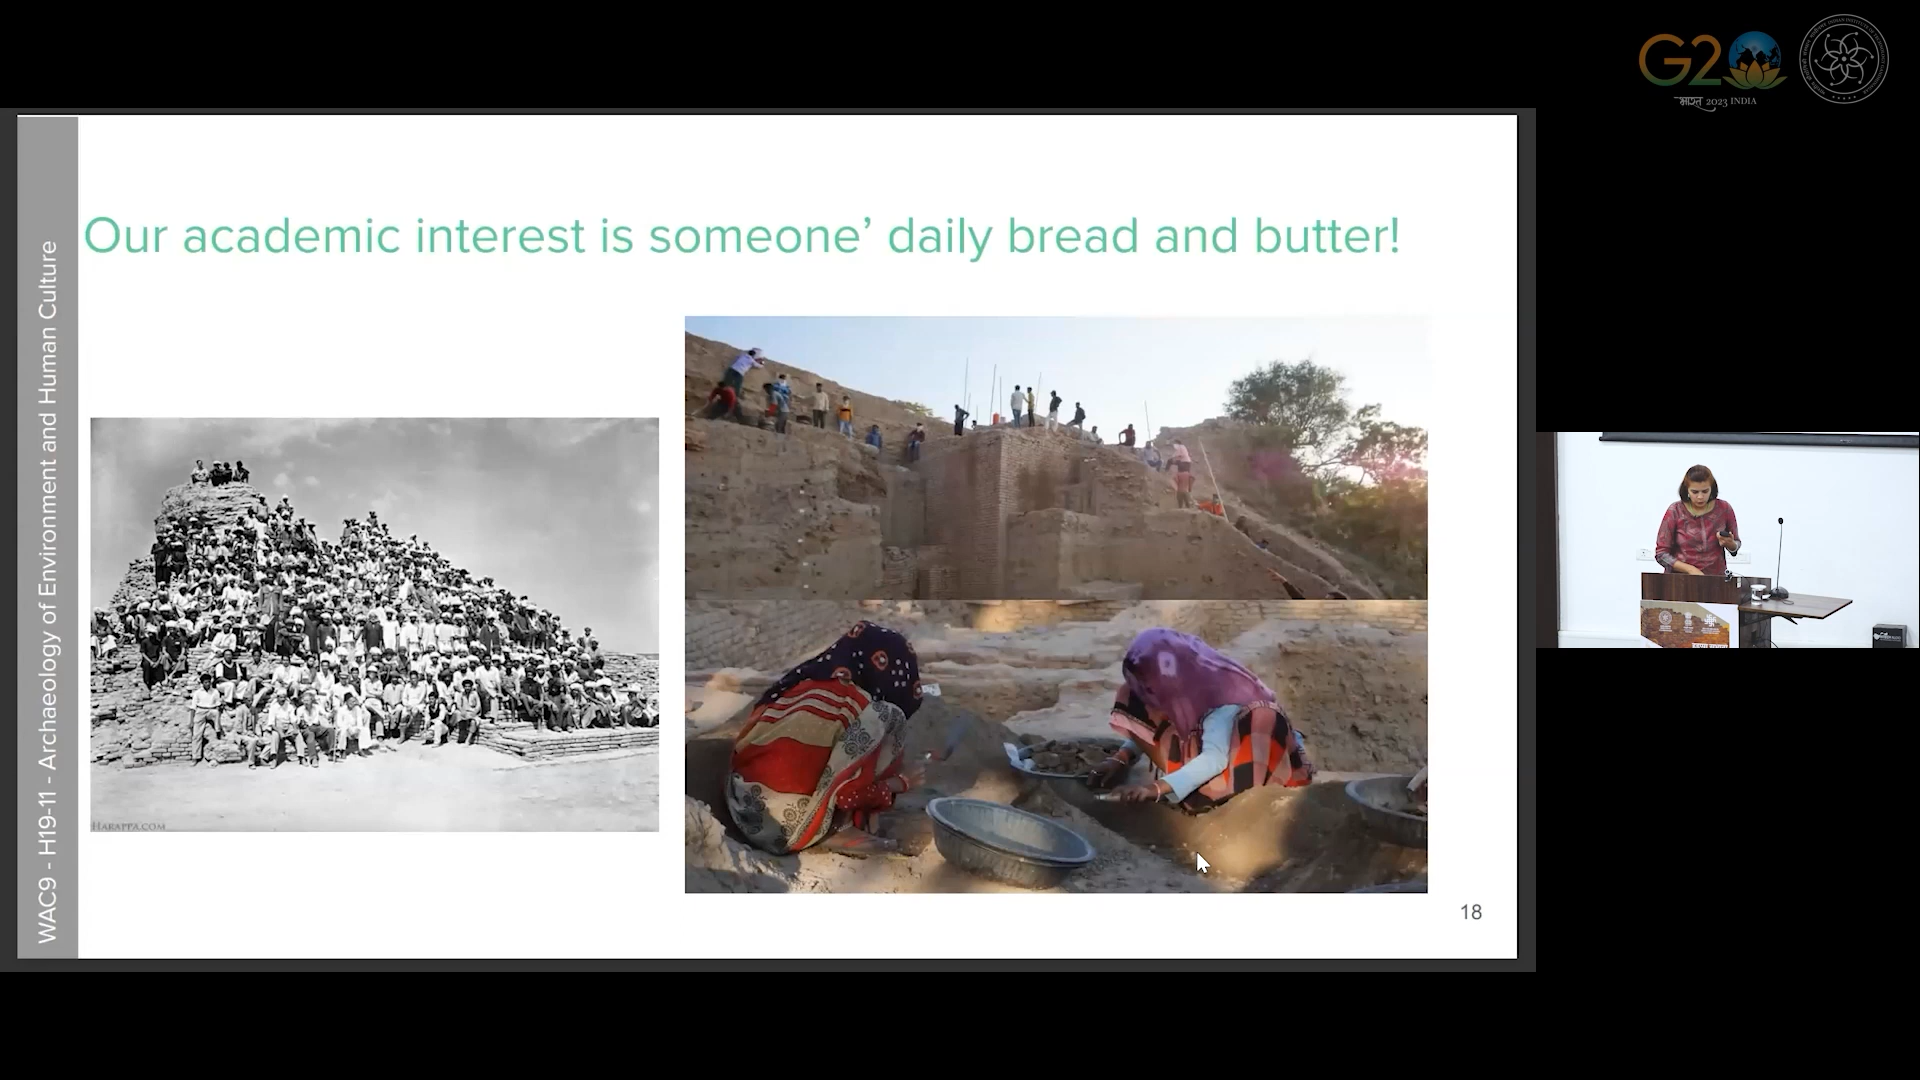 G20
भारत 2023 INDIA
WAC9 - H19-11 - Archaeology of Environment and Human Culture
Our academic interest is someone’ daily bread and butter!
HARAPPA.COM
18